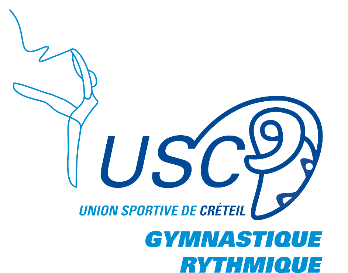 USC
UNION SPORTIVE DE CRÉTEIL
GYMNASTIQUE
RYTHMIQUE